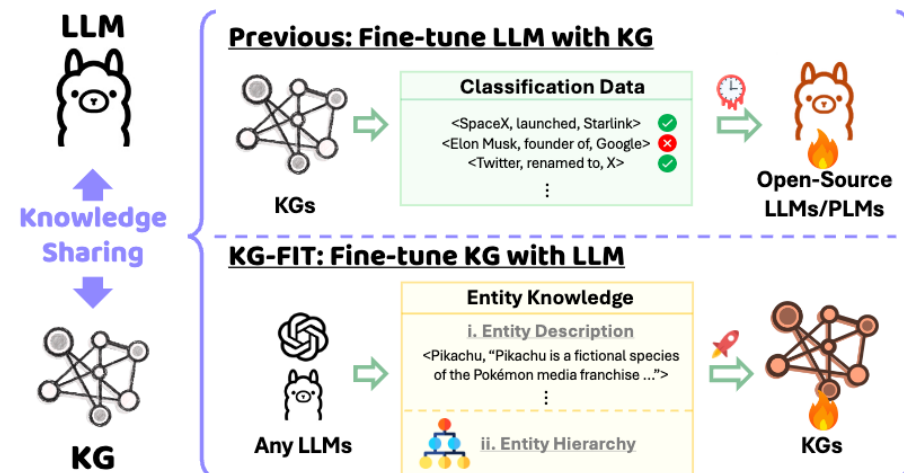 LLM
Knowledge
Sharing
KG
Previous: Fine-tune LLM with KG
KGs
Classification Data
<SpaceX, launched, Starlink>
<Elon Musk, founder of, Google>
<Twitter, renamed to, X>
⋮
Open-Source
LLMs/PLMs
KG-FIT: Fine-tune KG with LLM
Any LLMs
Entity Knowledge
i. Entity Description
<Pikachu, “Pikachu is a fictional species
of the Pokémon media franchise ...”>
⋮
ii. Entity Hierarchy
KGs